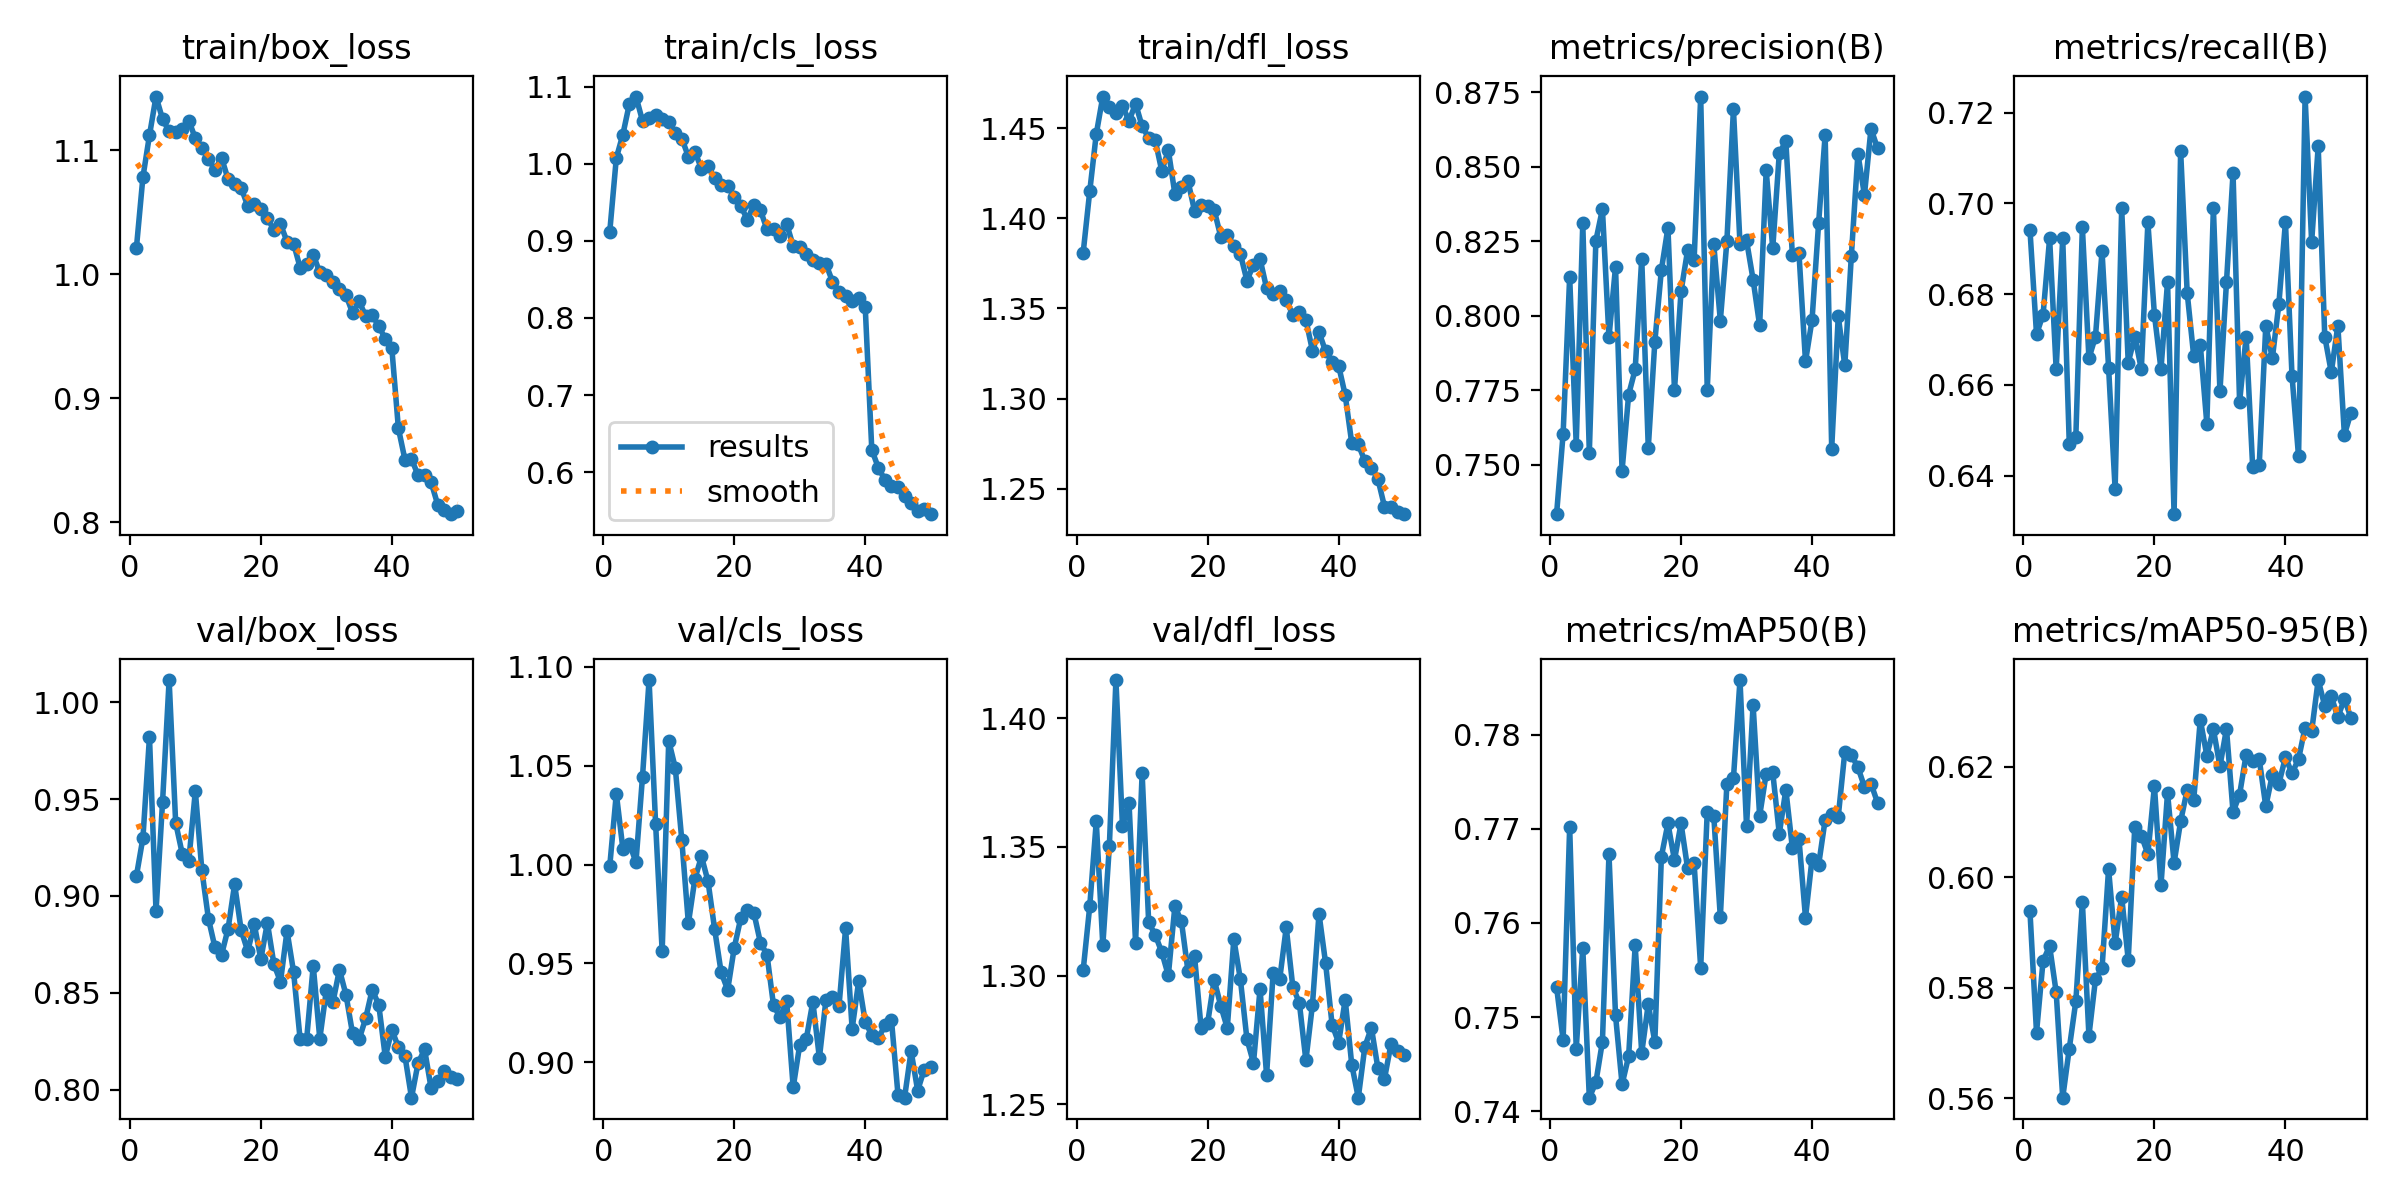 train/box_loss
train/cls_loss
train/dfl_loss
metrics/precision(B)
metrics/recall(B)
1.1
1.0
0.9
0.8
0 20 40
1.1
1.0
0.9
0.8
0.7
0.6
results
smooth
0 20 40
1.45
1.40
1.35
1.30
1.25
0 20 40
0.875
0.850
0.825
0.800
0.775
0.750
0 20 40
0.72
0.70
0.68
0.66
0.64
0 20 40
val/box_loss
val/cls_loss
val/dfl_loss
metrics/mAP50(B)
metrics/mAP50-95(B)
1.00
0.95
0.90
0.85
0.80
0 20 40
1.10
1.05
1.00
0.95
0.90
0 20 40
1.40
1.35
1.30
1.25
0 20 40
0.78
0.77
0.76
0.75
0.74
0 20 40
0.62
0.60
0.58
0.56
0 20 40